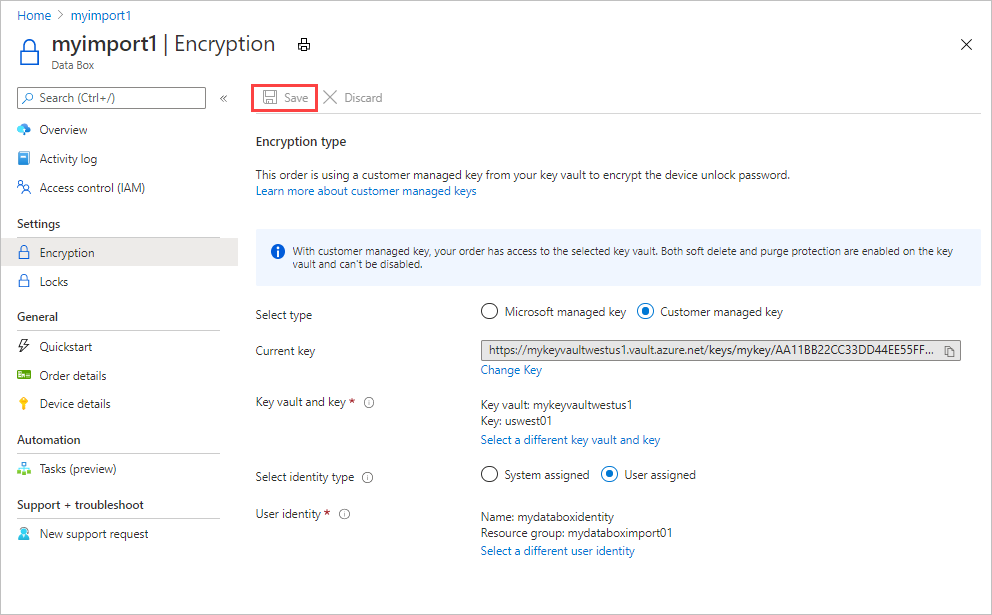 Home > myimport1
myimport1 | Encryption
Data Box
Search (Ctrl+/)
«
Save
Discard
Overview
Activity log
Access control (IAM)
Settings
Encryption
Locks
General
Quickstart
Order details
Device details
Automation
Tasks (preview)
Support + troubleshoot
New support request
Encryption type
This order is using a customer managed key from your key vault to encrypt the device unlock password.
Learn more about customer managed keys
With customer managed key, your order has access to the selected key vault. Both soft delete and purge protection are enabled on the key
vault and can't be disabled.
Select type
Microsoft managed key
Customer managed key
Current key
https://mykeyvaultwestus1.vault.azure.net/keys/mykey/AA11BB22CC33DD44EE55FF...
Change Key
Key vault and key *
Key vault: mykeyvaultwestus1
Key: uswest01
Select a different key vault and key
Select identity type
System assigned
User assigned
User identity *
Name: mydataboxidentity
Resource group: mydataboximport01
Select a different user identity